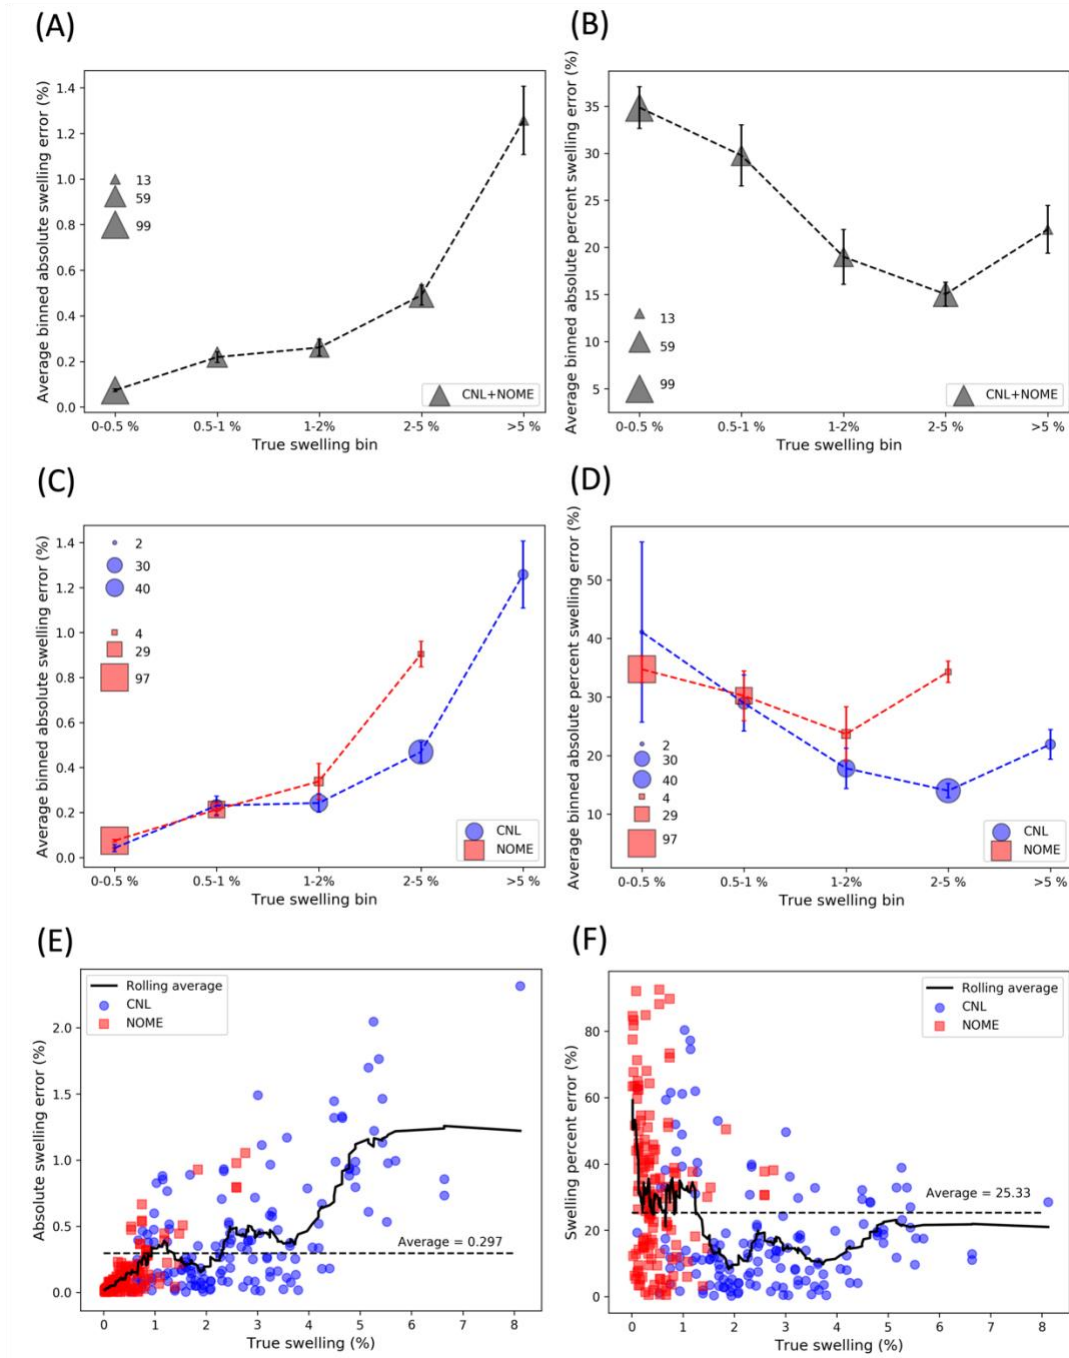 (A)
Average binned absolute swelling error (%)
1.4
1.2
1.0
0.8
0.6
0.4
0.2
0.0
13
59
99
CNL+NOME
0-0.5 % 0.5-1 % 1-2 % 2-5 % >5 %
True swelling bin
(B)
Average binned absolute percent swelling error (%)
35
30
25
20
15
10
5
13
59
99
CNL+NOME
0-0.5 % 0.5-1 % 1-2 % 2-5 % >5 %
True swelling bin
(C)
Average binned absolute swelling error (%)
1.4
1.2
1.0
0.8
0.6
0.4
0.2
0.0
2
30
40
4
29
97
CNL
NOME
0-0.5 % 0.5-1 % 1-2% 2-5 % >5 %
True swelling bin
(D)
Average binned absolute percent swelling error (%)
50
40
30
20
10
2
30
40
4
29
97
CNL
NOME
0-0.5 % 0.5-1 % 1-2% 2-5 % >5 %
True swelling bin
(E)
Absolute swelling error (%)
2.0
1.5
1.0
0.5
0.0
Rolling average
CNL
NOME
Average = 0.297
0 1 2 3 4 5 6 7 8
True swelling (%)
(F)
Swelling percent error (%)
80
60
40
20
0
Rolling average
CNL
NOME
Average = 25.33
0 1 2 3 4 5 6 7 8
True swelling (%)